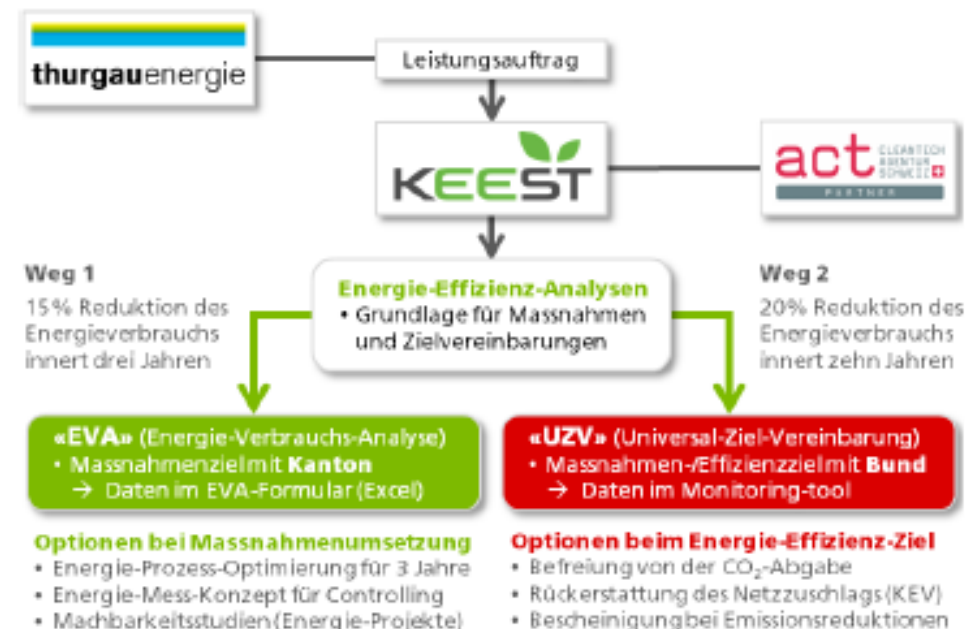 thurgauenergie
Leistungsauftrag
KEEST
act CLEANTECH
AGENTUR
SCHWEIZ
PARTNER
Weg 1
15% Reduktion des
Energieverbrauchs
innert drei Jahren
Energie-Effizienz-Analysen
• Grundlage für Massnahmen
und Zielvereinbarungen
Weg 2
20% Reduktion des
Energieverbrauchs
innert zehn Jahren
«EVA» (Energie-Verbrauchs-Analyse)
• Massnahmenziel mit Kanton
→ Daten im EVA-Formular (Excel)
«UZV» (Universal-Ziel-Vereinbarung)
• Massnahmen-/Effizienzziel mit Bund
→ Daten im Monitoring-tool
Optionen bei Massnahmenumsetzung
• Energie-Prozess-Optimierung für 3 Jahre
• Energie-Mess-Konzept für Controlling
• Machbarkeitsstudien (Energie-Projekte)
Optionen beim Energie-Effizienz-Ziel
• Befreiung von der CO₂-Abgabe
• Rückerstattung des Netzzuschlags (KEV)
• Bescheinigung bei Emissionsreduktionen